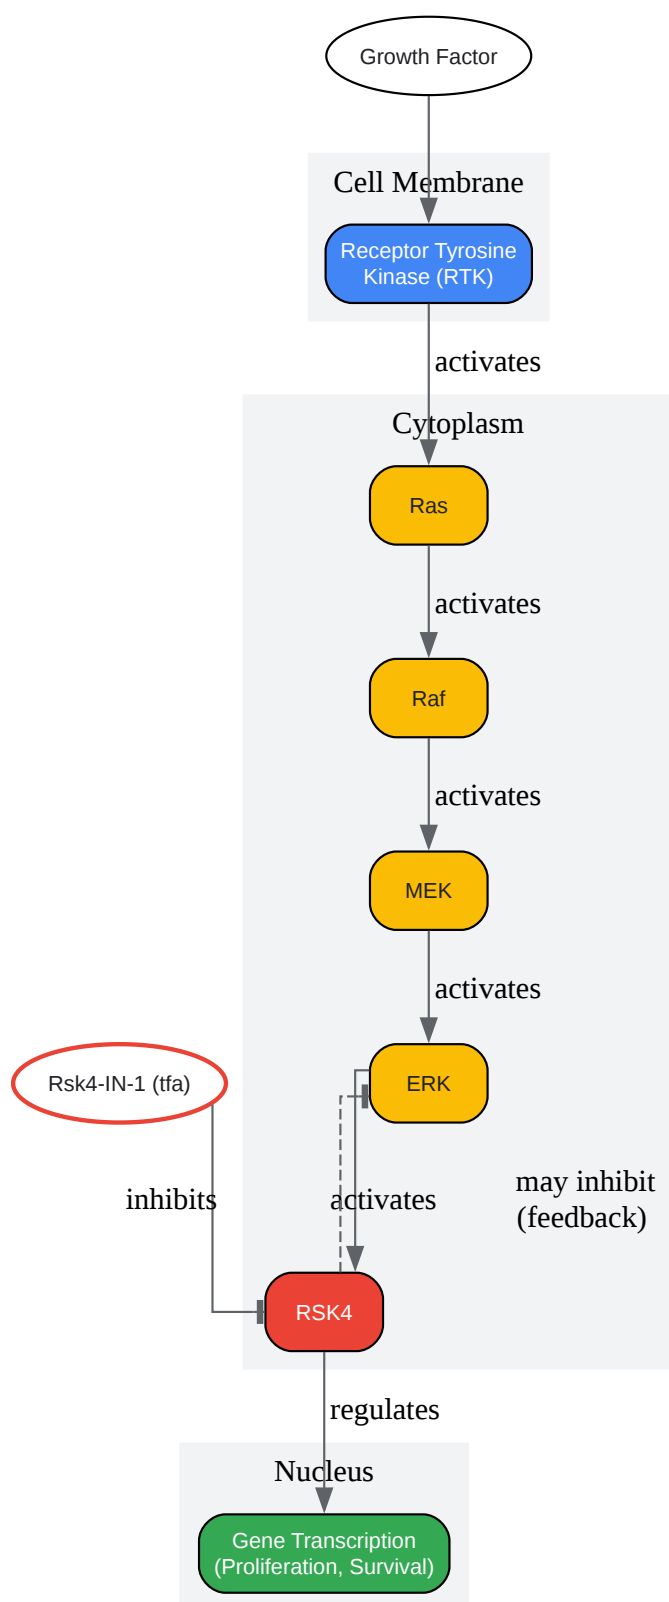 Growth Factor
Cell Membrane
Receptor Tyrosine
Kinase (RTK)
activates
Cytoplasm
Ras
activates
Raf
activates
MEK
activates
Rsk4-IN-1 (tfa)
ERK
inhibits
activates
may inhibit
(feedback)
RSK4
regulates
Nucleus
Gene Transcription
(Proliferation, Survival)